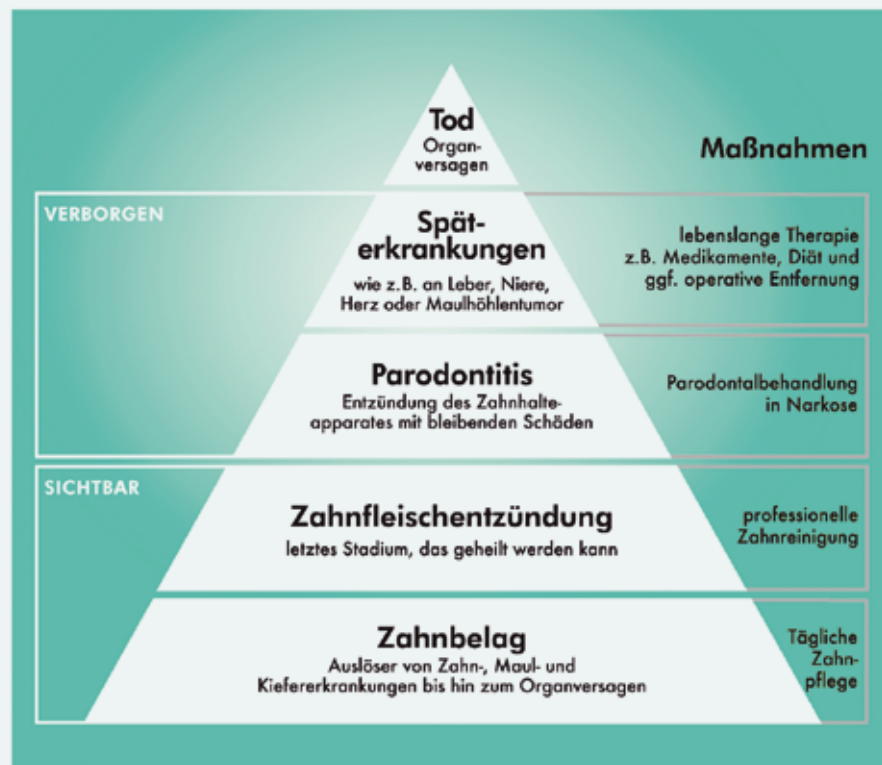 Tod
Organ-
versagen
Maßnahmen
VERBORGEN
Spät-
erkrankungen
wie z.B. an Leber, Niere,
Herz oder Maulhöhlentumor
lebenslange Therapie
z.B. Medikamente, Diät und
ggf. operative Entfernung
Parodontitis
Entzündung des Zahnhalte-
apparates mit bleibenden Schäden
Parodontalbehandlung
in Narkose
SICHTBAR
Zahnfleischentzündung
letztes Stadium, das geheilt werden kann
professionelle
Zahnreinigung
Zahnbelag
Auslöser von Zahn-, Maul- und
Kiefererkrankungen bis hin zum Organversagen
Tägliche
Zahn-
pflege